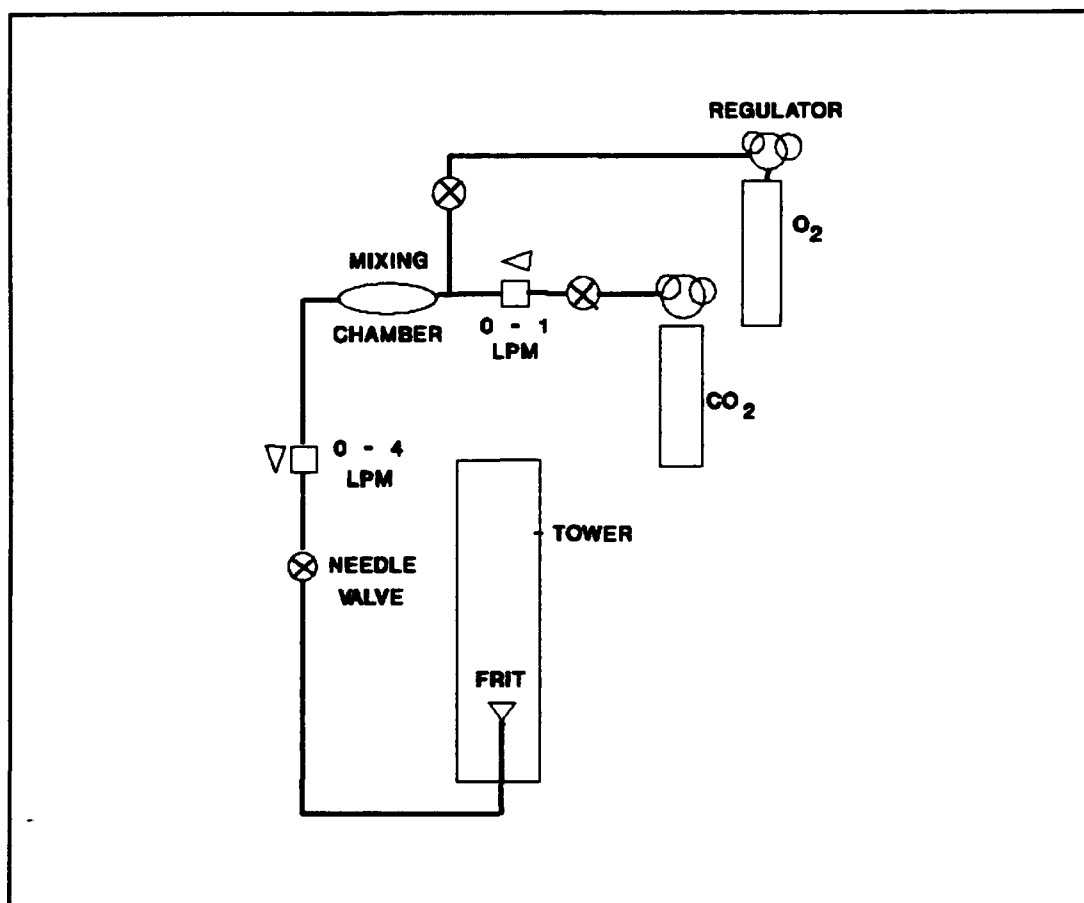 REGULATOR
O2
MIXING
CHAMBER
0 - 1
LPM
CO2
0 - 4
LPM
TOWER
NEEDLE
VALVE
FRIT